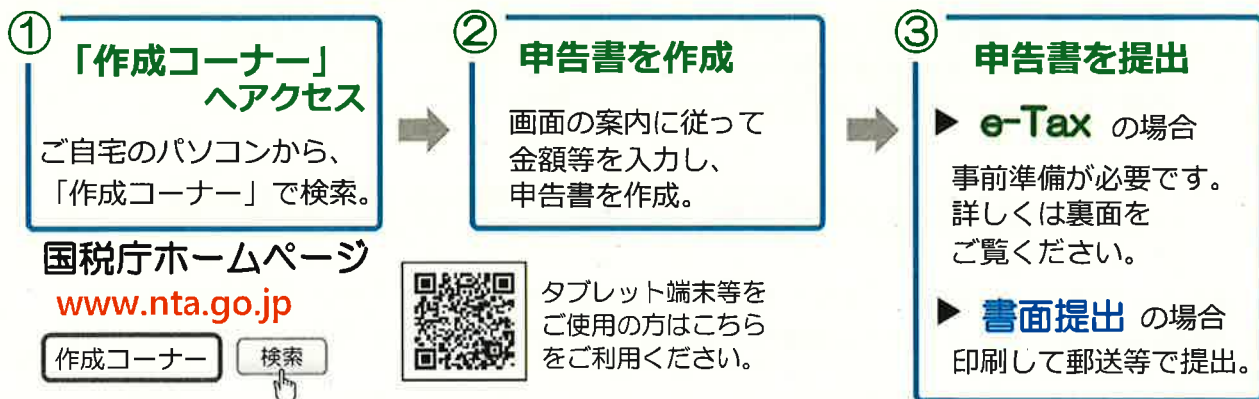 ①
「作成コーナー」
へアクセス
ご自宅のパソコンから、
「作成コーナー」で検索。
国税庁ホームページ
www.nta.go.jp
作成コーナー 検索
②
申告書を作成
画面の案内に従って
金額等を入力し、
申告書を作成。
タブレット端末等を
ご使用の方はこちら
をご利用ください。
③
申告書を提出
▶ e-Tax の場合
事前準備が必要です。
詳しくは裏面を
ご覧ください。
▶ 書面提出 の場合
印刷して郵送等で提出。